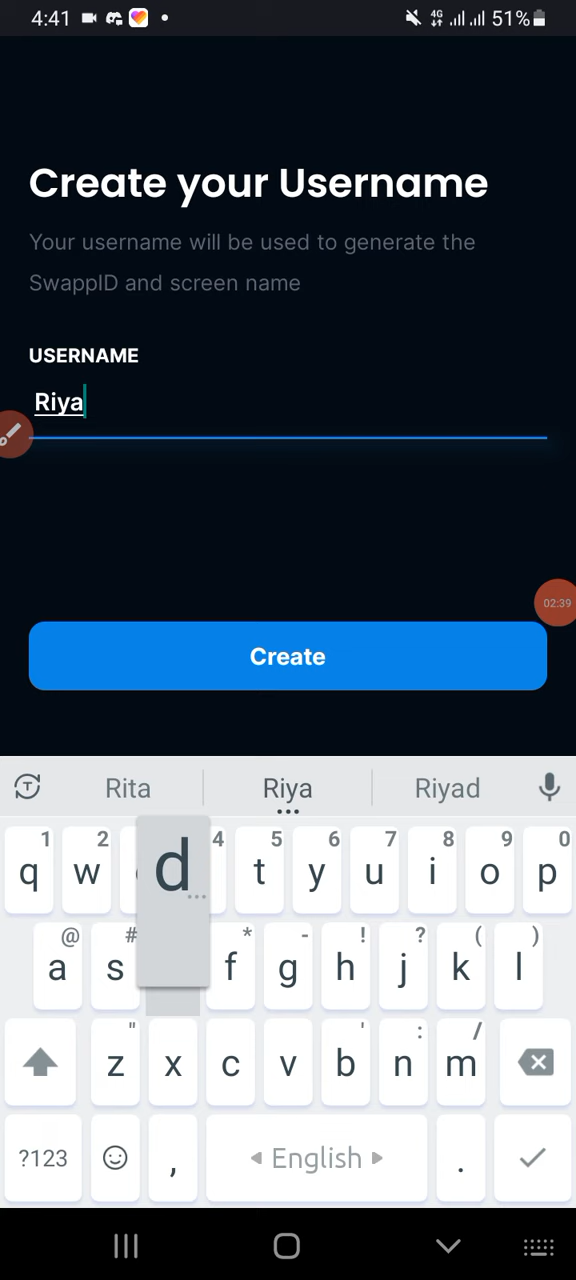 4:41 4G 51%
Create your Username
Your username will be used to generate the
SwappID and screen name
USERNAME
Riya
02:39
Create
Rita Riya Riyad
1 2 4 5 6 7 8 9 0
q w d t y u i o p
@ # * - ! ? ( )
a s f g h j k l
" ' : /
z x c v b n m
?123 , English .